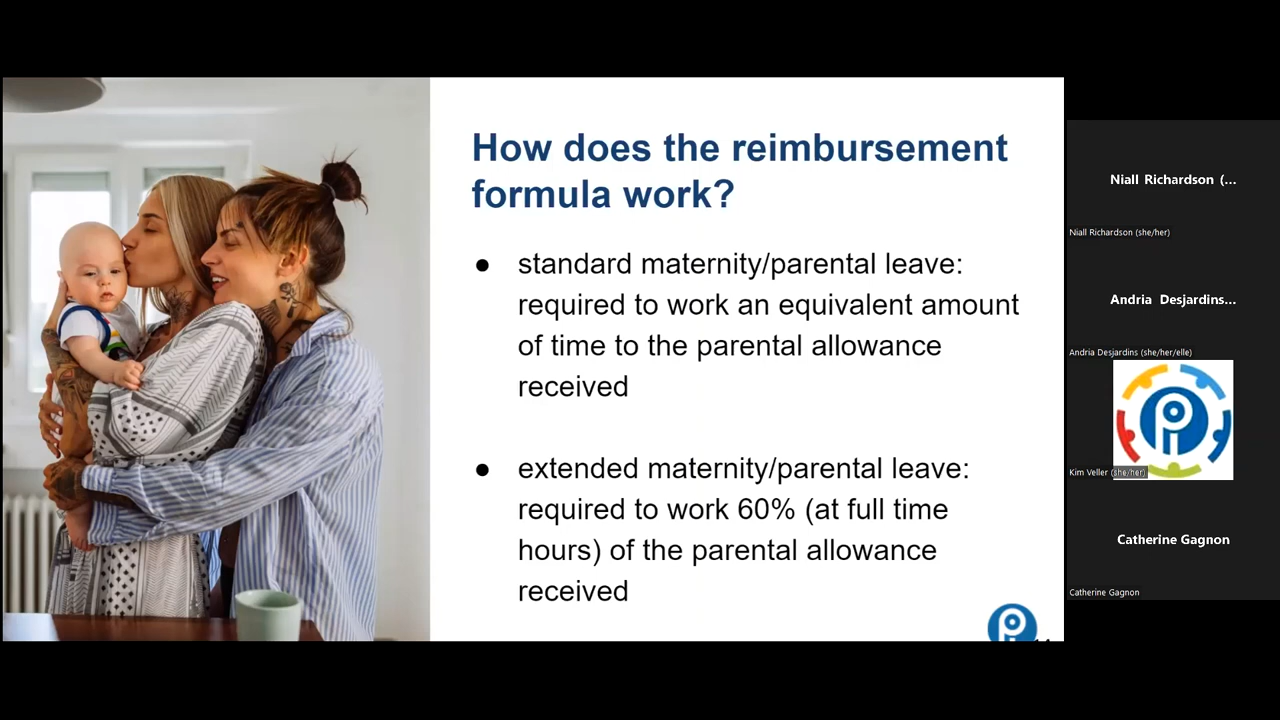 How does the reimbursement
formula work?
● standard maternity/parental leave:
required to work an equivalent amount
of time to the parental allowance
received
● extended maternity/parental leave:
required to work 60% (at full time
hours) of the parental allowance
received
Niall Richardson (...
Niall Richardson (she/her)
Andria Desjardins...
Andria Desjardins (she/her/elle)
Kim Veller (she/her)
Catherine Gagnon
Catherine Gagnon